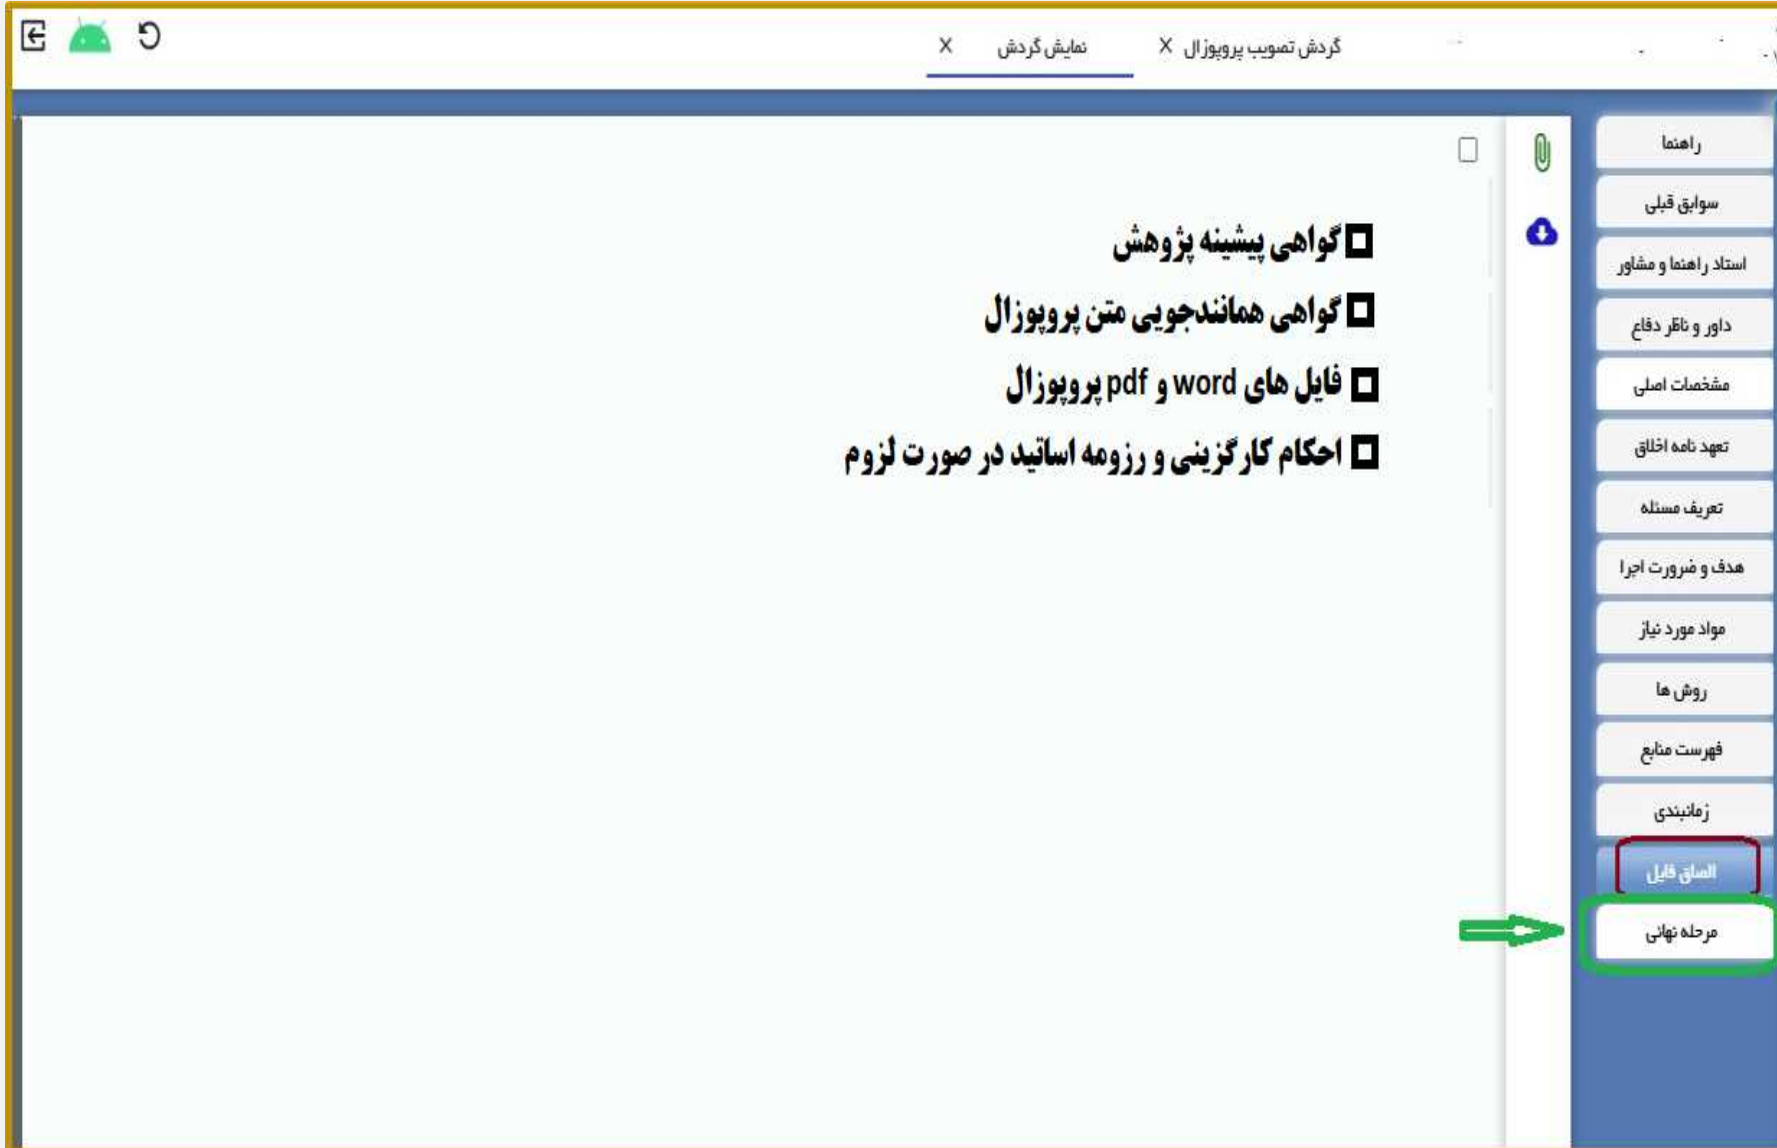 گردش تصویب پروپوزال X
نمایش گردش X
راهنما
سوابق قبلی
استاد راهنما و مشاور
داور و ناظر دفاع
مشخصات اصلی
تعهد نامه اخلاق
تعریف مسئله
هدف و ضرورت اجرا
مواد مورد نیاز
روش ها
فهرست منابع
زمانبندی
الصاق فایل
مرحله نهائی
گواهی پیشینه پژوهش
گواهی همانندجویی متن پروپوزال
فایل های word و pdf پروپوزال
احکام کارگزینی و رزومه اساتید در صورت لزوم